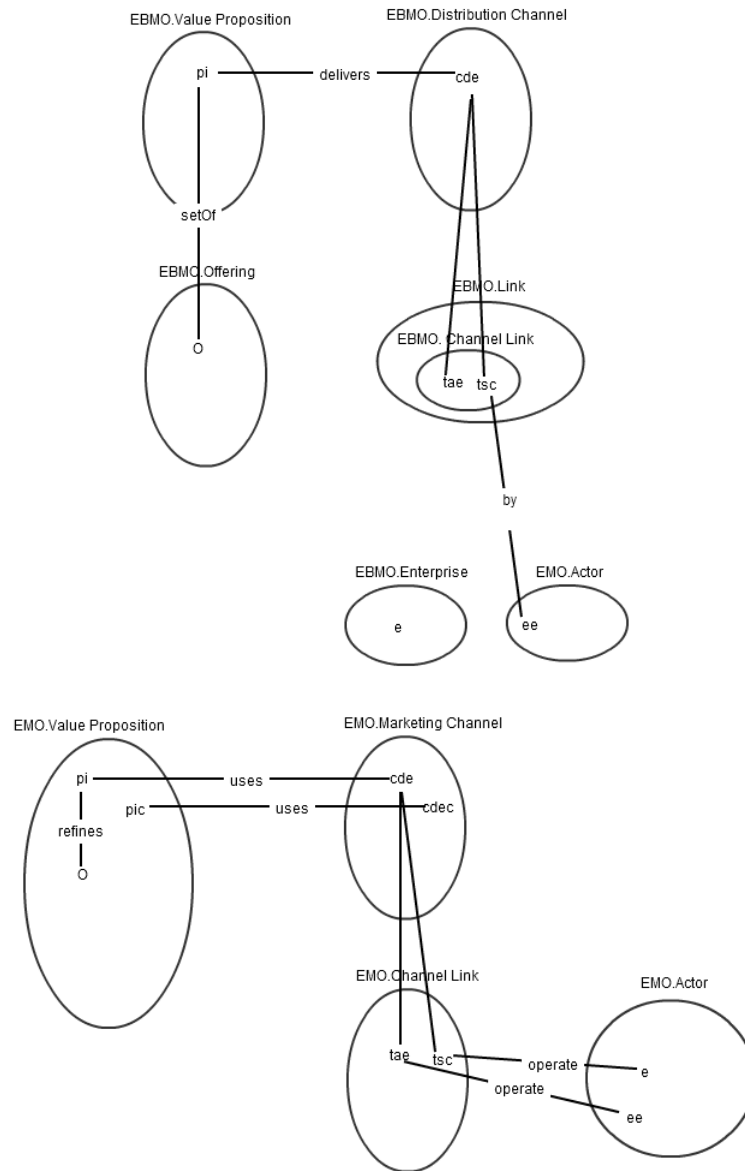 EBMO.Value Proposition
EBMO.Distribution Channel
pi
delivers
cde
setOf
EBMO.Offering
EBMO.Link
O
EBMO. Channel Link
tae
tsc
by
EBMO.Enterprise
EMO.Actor
e
ee
EMO.Value Proposition
EMO.Marketing Channel
pi
uses
cde
pic
uses
cdec
refines
O
EMO.Channel Link
EMO.Actor
tae
tsc
operate
e
operate
ee